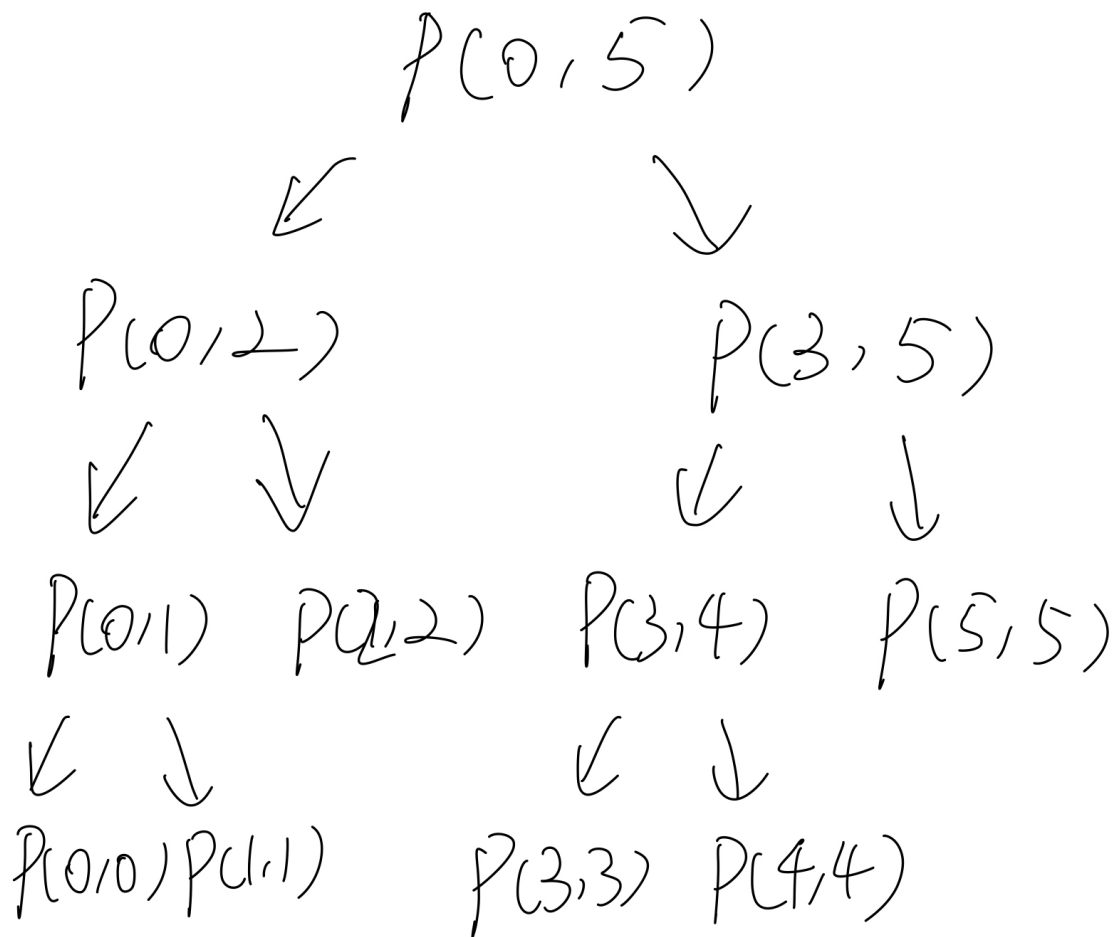 P(0,5)
P(0,2) P(3,5)
P(0,1) P(2,2) P(3,4) P(5,5)
P(0,0) P(1,1) P(3,3) P(4,4)